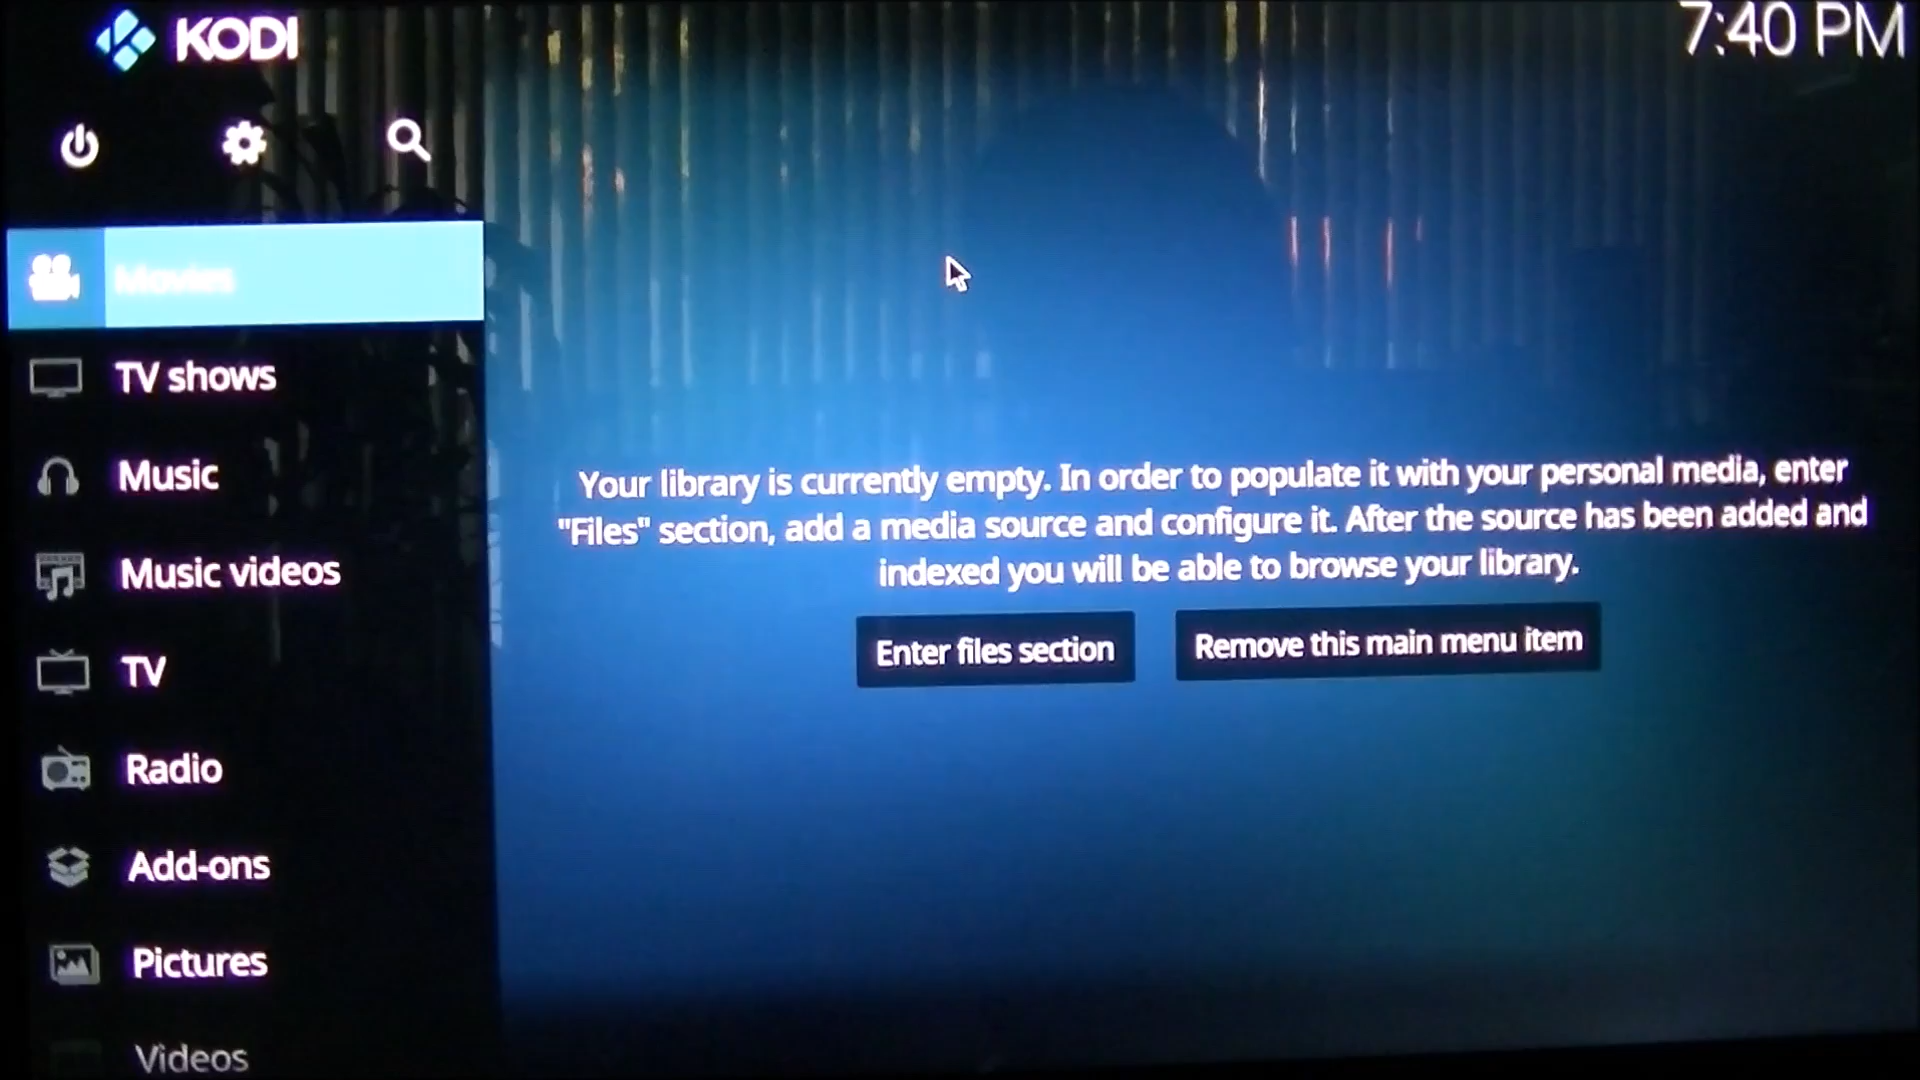 KODI
7:40 PM
Movies
TV shows
Music
Music videos
TV
Radio
Add-ons
Pictures
Videos
Your library is currently empty. In order to populate it with your personal media, enter
"Files" section, add a media source and configure it. After the source has been added and
indexed you will be able to browse your library.
Enter files section
Remove this main menu item